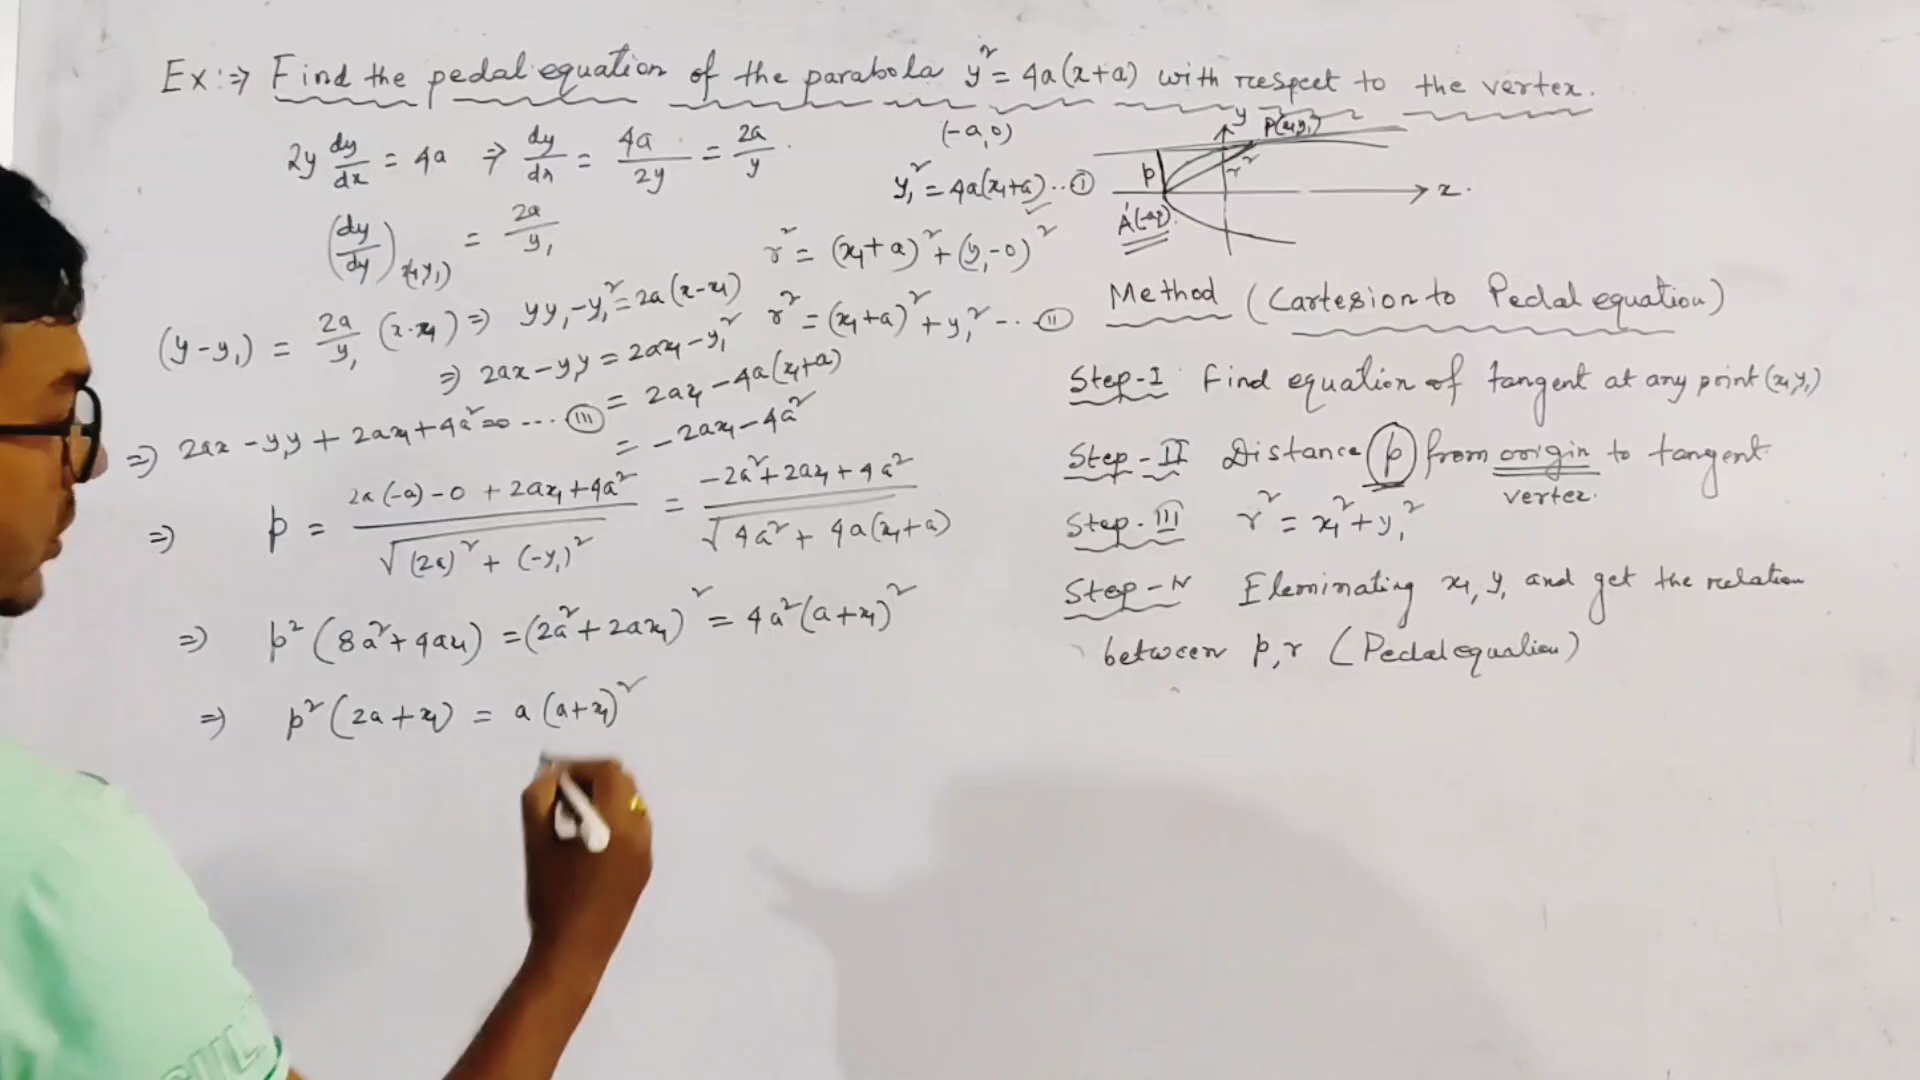 Ex:⇒ Find the pedal equation of the parabola y² = 4a(x+a) with respect to the vertex.
2y dy/dx = 4a ⇒ dy/dx = 4a/2y = 2a/y.
(dy/dy)(x₁,y₁) = 2a/y₁
(y-y₁) = 2a/y₁ (x-x₁) ⇒ yy₁-y₁² = 2a(x-x₁)
⇒ 2ax-y₁y = 2ax₁-y₁²
= 2ax₁-4a(x₁+a)
= -2ax₁-4a²
⇒ 2ax-y₁y+2ax₁+4a²=0 --- (III)
⇒ p = (2a(-a)-0+2ax₁+4a²)/√((2a)²+(-y₁)²) = (-2a²+2ax₁+4a²)/√(4a²+4a(x₁+a))
⇒ p²(8a²+4ax₁) = (2a²+2ax₁)² = 4a²(a+x₁)²
⇒ p²(2a+x₁) = a(a+x₁)²
(-a,0)
y₁² = 4a(x₁+a) .. (I)
r² = (x₁+a)²+(y₁-0)²
r² = (x₁+a)²+y₁² -.. (II)
y
P(x₁,y₁)
p
r
x.
A(-a,0)
Method (Cartesion to Pedal equation)
Step-I Find equation of tangent at any point (x₁,y₁)
Step-II Distance p from origin to tangent
vertex.
Step-III r² = x₁²+y₁²
Step-IV Eleminating x₁,y₁ and get the relation
between p,r (Pedal equation)